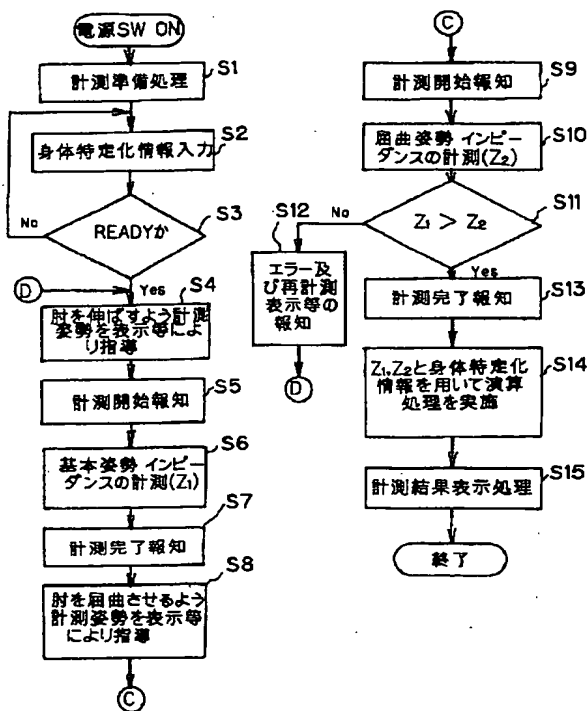 電源SW ON
計測準備処理
S1
身体特定化情報入力
S2
READYか
S3
No
Yes
D
肘を伸ばすよう計測
姿勢を表示等によ
り指導
S4
計測開始報知
S5
基本姿勢 インピー
ダンスの計測(Z₁)
S6
計測完了報知
S7
肘を屈曲させるよう
計測姿勢を表示等
により指導
S8
C
C
計測開始報知
S9
屈曲姿勢 インピー
ダンスの計測(Z₂)
S10
Z₁ > Z₂
S11
No
Yes
エラー及
び再計測
表示等の
報知
S12
D
計測完了報知
S13
Z₁,Z₂と身体特定化
情報を用いて演算
処理を実施
S14
計測結果表示処理
S15
終了